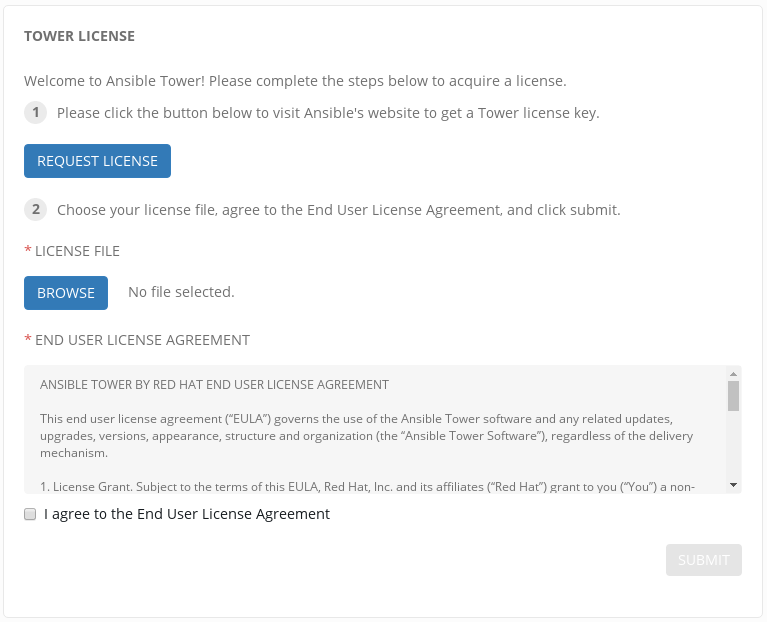 TOWER LICENSE
Welcome to Ansible Tower! Please complete the steps below to acquire a license.
1 Please click the button below to visit Ansible's website to get a Tower license key.
REQUEST LICENSE
2 Choose your license file, agree to the End User License Agreement, and click submit.
* LICENSE FILE
BROWSE No file selected.
* END USER LICENSE AGREEMENT
ANSIBLE TOWER BY RED HAT END USER LICENSE AGREEMENT
This end user license agreement (“EULA”) governs the use of the Ansible Tower software and any related updates,
upgrades, versions, appearance, structure and organization (the “Ansible Tower Software”), regardless of the delivery
mechanism.
1. License Grant. Subject to the terms of this EULA, Red Hat, Inc. and its affiliates (“Red Hat”) grant to you (“You”) a non-
I agree to the End User License Agreement
SUBMIT